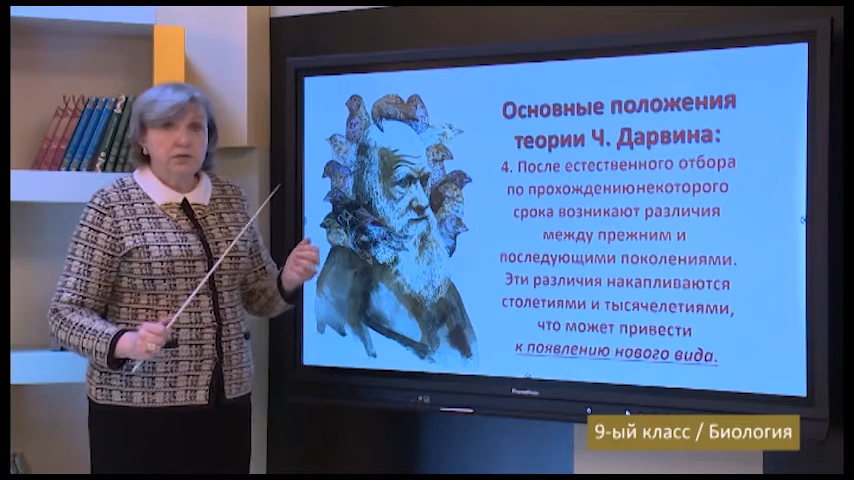 Основные положения
теории Ч. Дарвина:
4. После естественного отбора
по прохождениюнекоторого
срока возникают различия
между прежним и
последующими поколениями.
Эти различия накапливаются
столетиями и тысячелетиями,
что может привести
к появлению нового вида.
9-ый класс / Биология